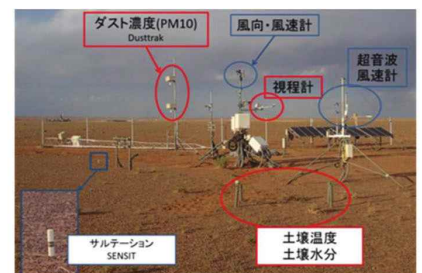 ダスト濃度(PM10)
Dusttrak
風向・風速計
超音波
風速計
視程計
サルテーション
SENSIT
土壌温度
土壌水分